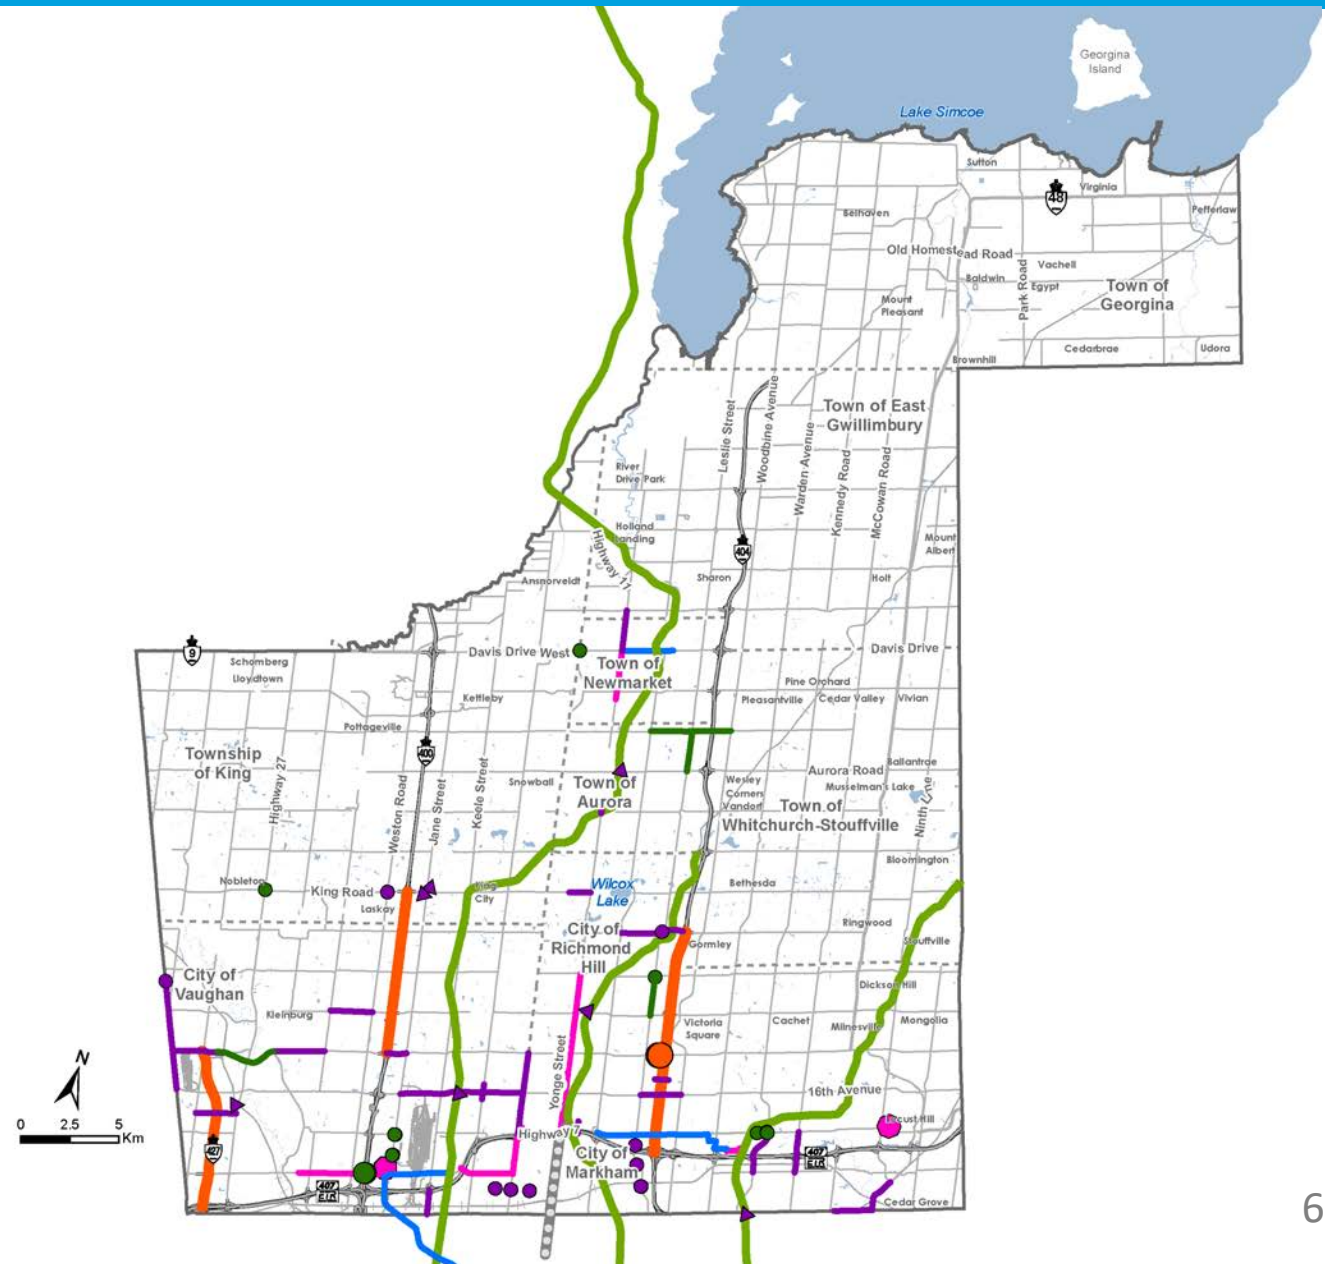 Georgina
Island
Lake Simcoe
Sutton
Virginia
48
Pefferlaw
Belhaven
Old Homestead Road
Vachell
Baldwin
Egypt
Park Road
Town of
Georgina
Mount
Pleasant
Cedarbrae
Udora
Brownhill
Town of East
Gwillimbury
Leslie Street
Woodbine Avenue
Warden Avenue
Kennedy Road
McCowan Road
River
Drive Park
Holland
Landing
Highway 11
404
Mount
Albert
Ansnorveldt
Sharon
Holt
9
Schomberg
Lloydtown
Davis Drive West
Town of
Newmarket
Davis Drive
Pine Orchard
Kettleby
Pleasantville
Cedar Valley
Vivian
Pottageville
Township
of King
Highway 27
400
Weston Road
Jane Street
Keele Street
Snowball
Town of
Aurora
Aurora Road
Ballantrae
Wesley
Corners
Vandorf
Musselman's Lake
Town of
Whitchurch-Stouffville
Ninth Line
Bloomington
Nobleton
King Road
Laskay
King
City
Wilcox
Lake
Bethesda
Ringwood
Stouffville
City of
Richmond
Hill
Gormley
City of
Vaughan
Dickson Hill
Kleinburg
Victoria
Square
Cachet
Milnesville
Mongolia
N
Yonge Street
16th Avenue
0 2.5 5
Km
Locust Hill
Highway 7
427
City of
Markham
407
ETR
407
ETR
Cedar Grove
6